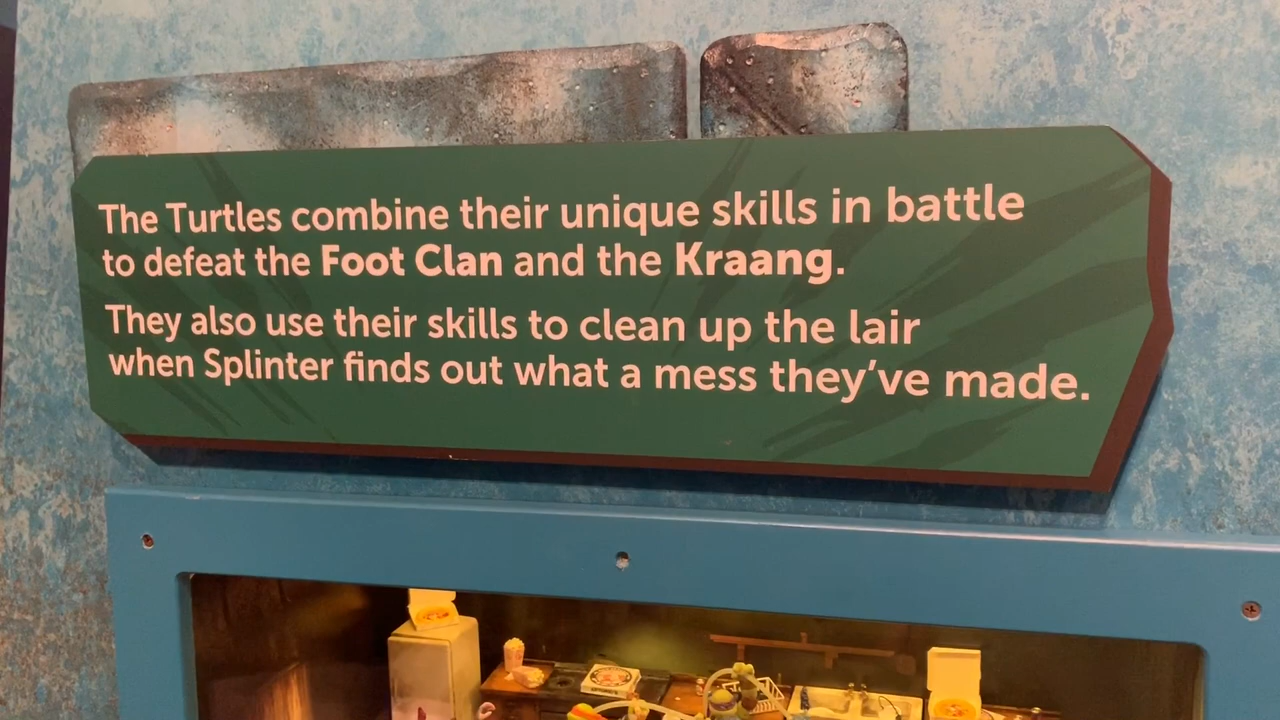 The Turtles combine their unique skills in battle
to defeat the Foot Clan and the Kraang.
They also use their skills to clean up the lair
when Splinter finds out what a mess they've made.